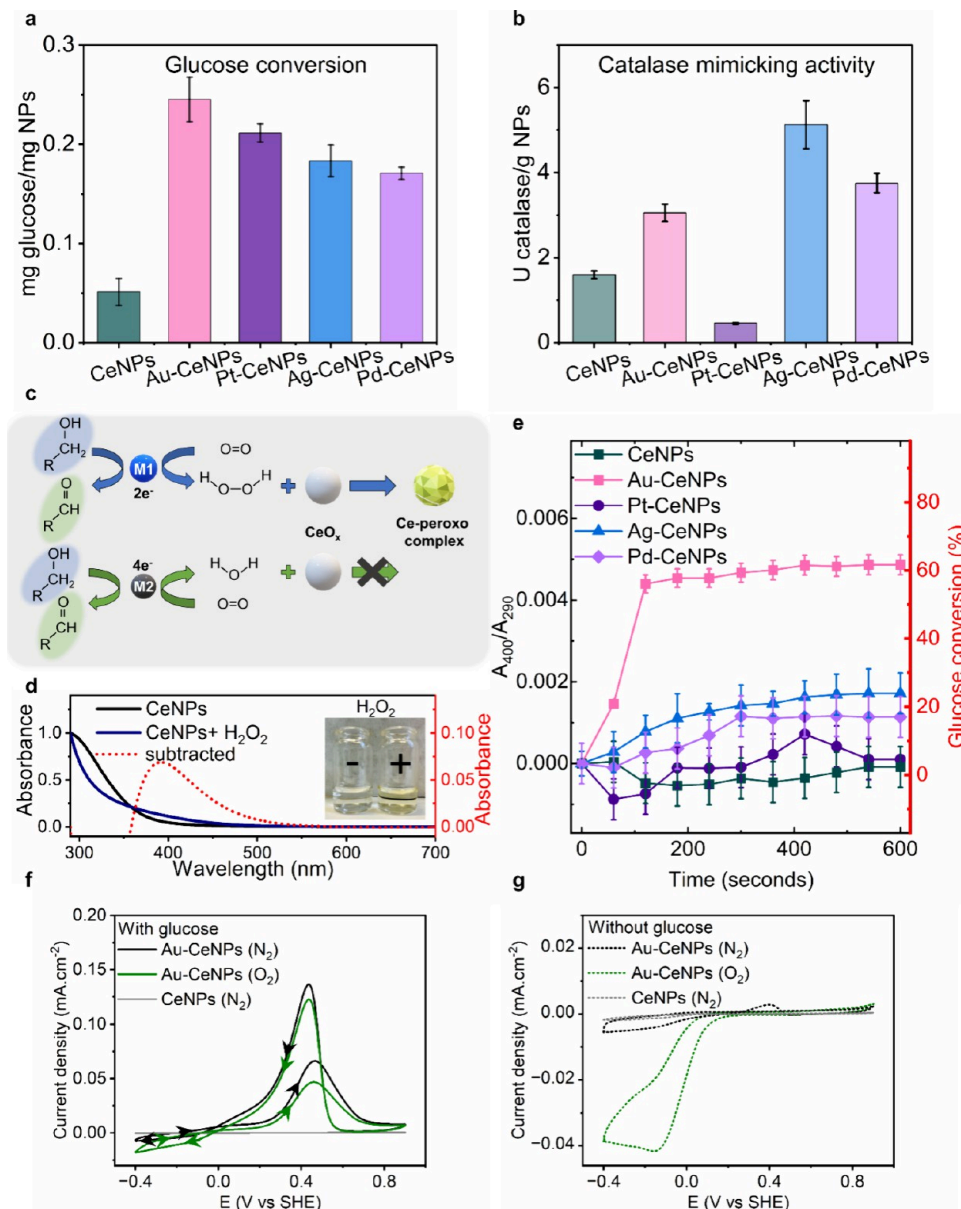 a
Glucose conversion
mg glucose/mg NPs
0.3
0.2
0.1
0.0
CeNPs
Au-CeNPs
Pt-CeNPs
Ag-CeNPs
Pd-CeNPs
b
Catalase mimicking activity
U catalase/g NPs
6
4
2
0
CeNPs
Au-CeNPs
Pt-CeNPs
Ag-CeNPs
Pd-CeNPs
c
OH
CH₂
R
O
CH
R
M1
2e⁻
O=O
H
O-O
H
CeOₓ
Ce-peroxo
complex
OH
CH₂
R
O
CH
R
4e⁻
M2
H
O
H
O=O
d
CeNPs
CeNPs+ H₂O₂
subtracted
H₂O₂
-
+
Absorbance
1.0
0.5
0.0
Absorbance
0.10
0.05
0.00
300
400
500
600
700
Wavelength (nm)
e
CeNPs
Au-CeNPs
Pt-CeNPs
Ag-CeNPs
Pd-CeNPs
A₄₀₀/A₂₉₀
0.006
0.004
0.002
0.000
Glucose conversion (%)
80
60
40
20
0
0
200
400
600
Time (seconds)
f
With glucose
Au-CeNPs (N₂)
Au-CeNPs (O₂)
CeNPs (N₂)
Current density (mA.cm⁻²)
0.20
0.15
0.10
0.05
0.00
−0.4
0.0
0.4
0.8
E (V vs SHE)
g
Without glucose
Au-CeNPs (N₂)
Au-CeNPs (O₂)
CeNPs (N₂)
Current density (mA.cm⁻²)
0.02
0.00
−0.02
−0.04
−0.4
0.0
0.4
0.8
E (V vs SHE)